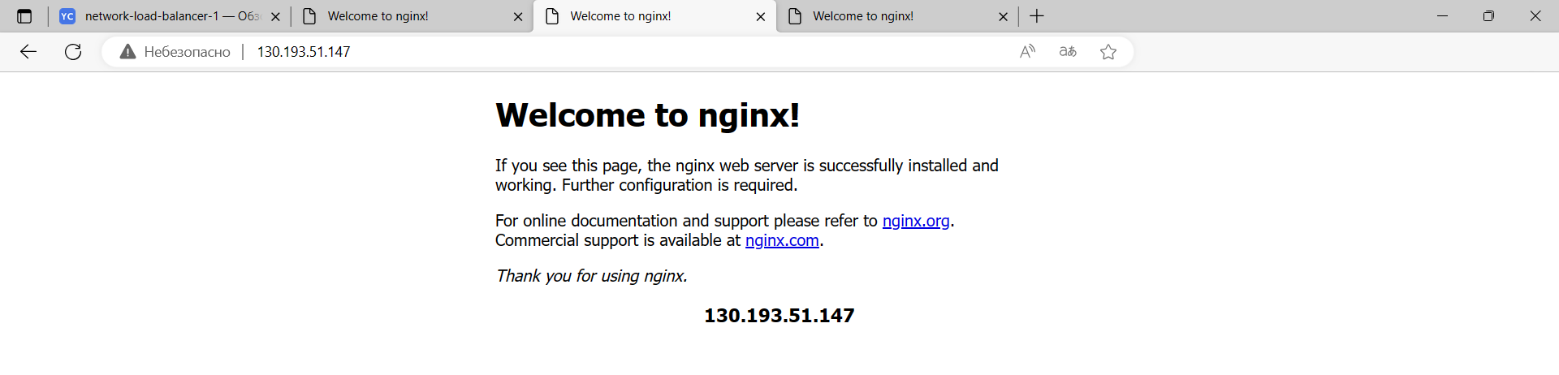 YC network-load-balancer-1 — Обз
Welcome to nginx!
Welcome to nginx!
Welcome to nginx!
Небезопасно | 130.193.51.147
Welcome to nginx!
If you see this page, the nginx web server is successfully installed and
working. Further configuration is required.
For online documentation and support please refer to nginx.org.
Commercial support is available at nginx.com.
Thank you for using nginx.
130.193.51.147